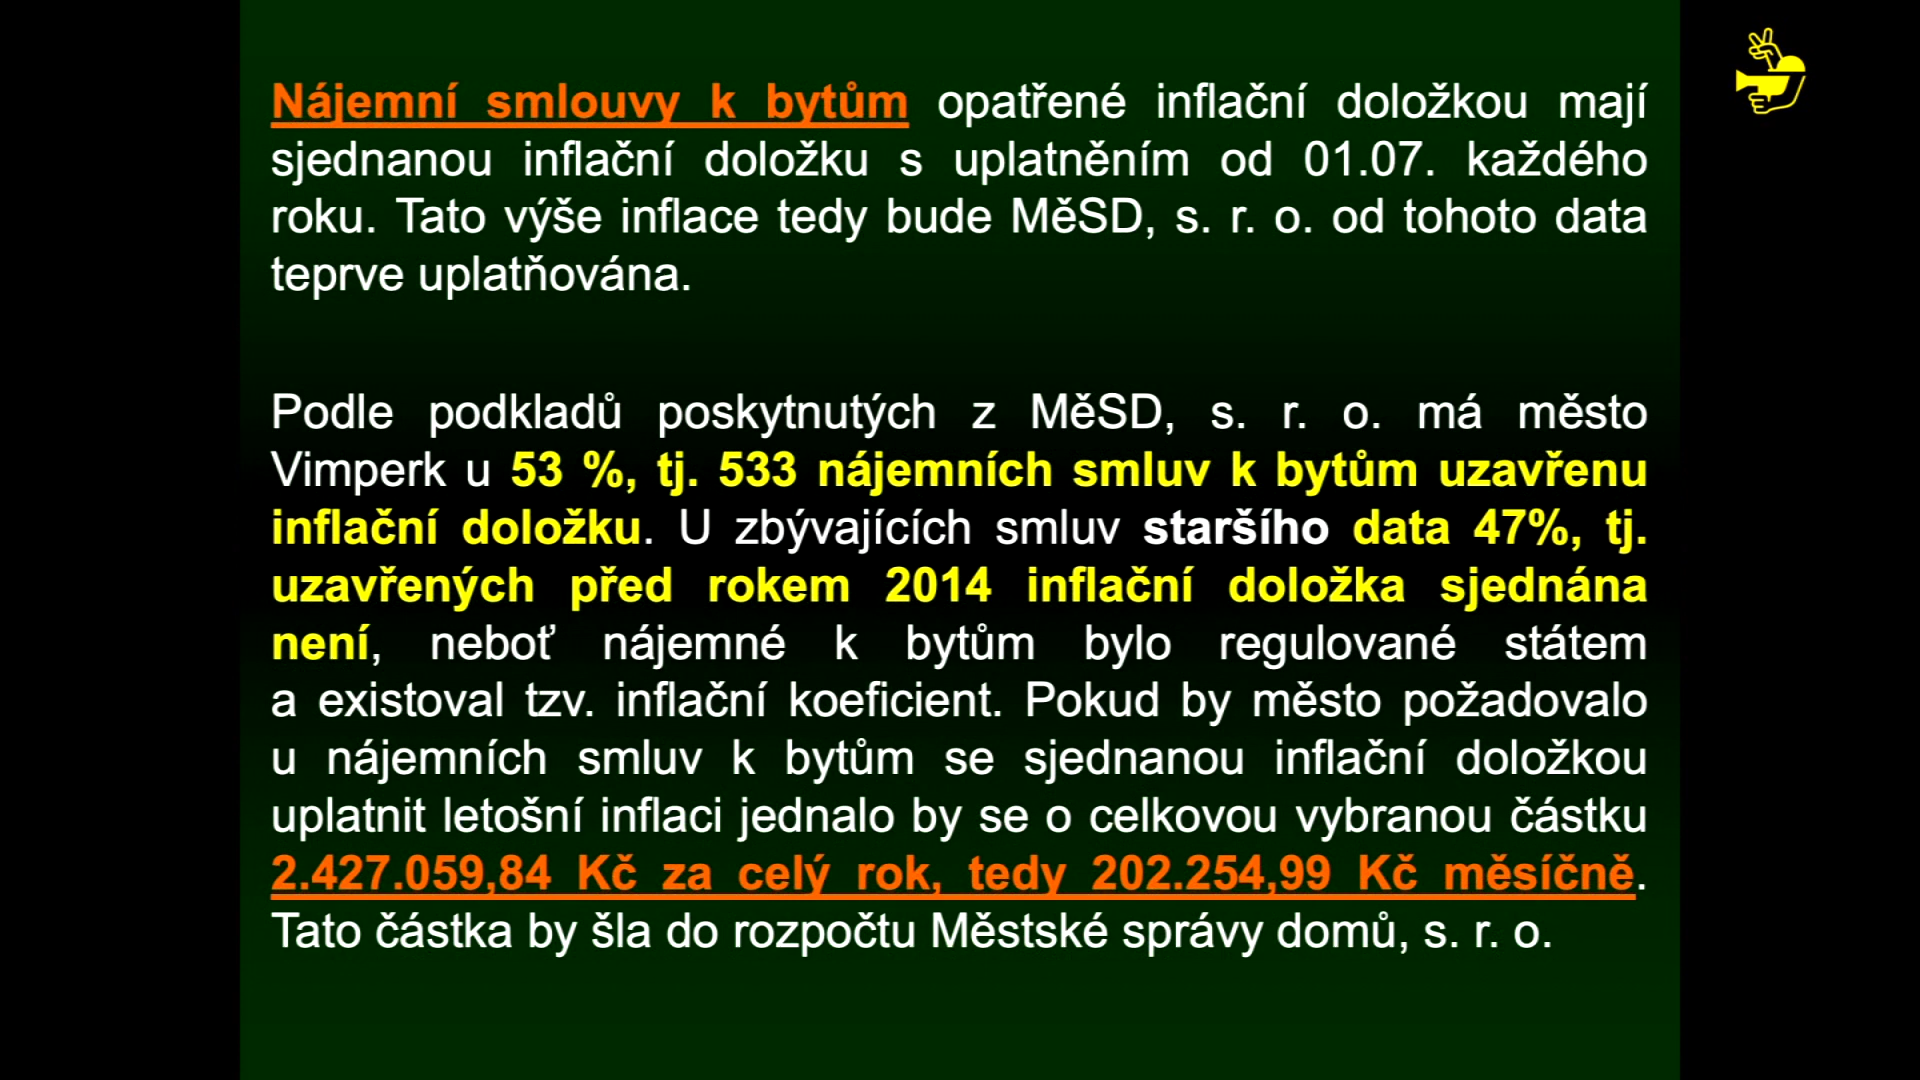 Nájemní smlouvy k bytům opatřené inflační doložkou mají
sjednanou inflační doložku s uplatněním od 01.07. každého
roku. Tato výše inflace tedy bude MěSD, s. r. o. od tohoto data
teprve uplatňována.
Podle podkladů poskytnutých z MěSD, s. r. o. má město
Vimperk u 53 %, tj. 533 nájemních smluv k bytům uzavřenu
inflační doložku. U zbývajících smluv staršího data 47%, tj.
uzavřených před rokem 2014 inflační doložka sjednána
není, neboť nájemné k bytům bylo regulované státem
a existoval tzv. inflační koeficient. Pokud by město požadovalo
u nájemních smluv k bytům se sjednanou inflační doložkou
uplatnit letošní inflaci jednalo by se o celkovou vybranou částku
2.427.059,84 Kč za celý rok, tedy 202.254,99 Kč měsíčně.
Tato částka by šla do rozpočtu Městské správy domů, s. r. o.